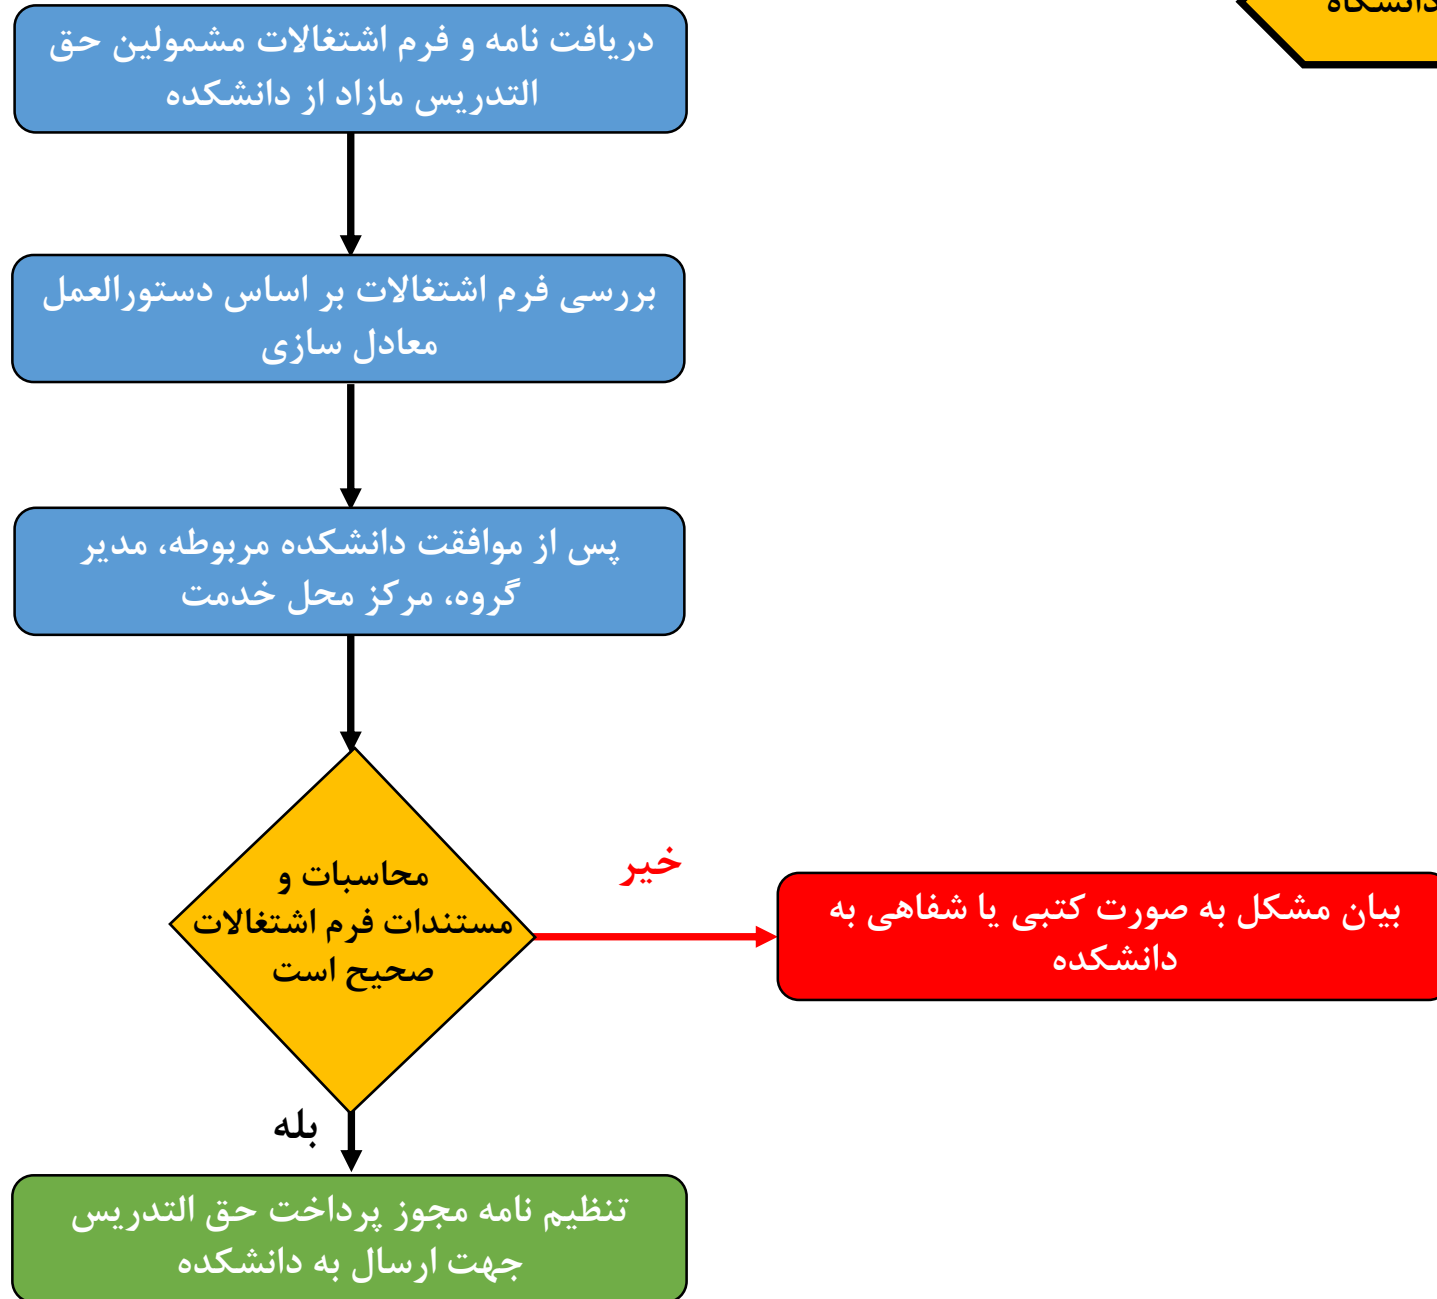 دانشگاه
دریافت نامه و فرم اشتغالات مشمولین حق
التدریس مازاد از دانشکده
بررسی فرم اشتغالات بر اساس دستورالعمل
معادل سازی
پس از موافقت دانشکده مربوطه، مدیر
گروه، مرکز محل خدمت
محاسبات و
مستندات فرم اشتغالات
صحیح است
خیر
بیان مشکل به صورت کتبی یا شفاهی به
دانشکده
بله
تنظیم نامه مجوز پرداخت حق التدریس
جهت ارسال به دانشکده